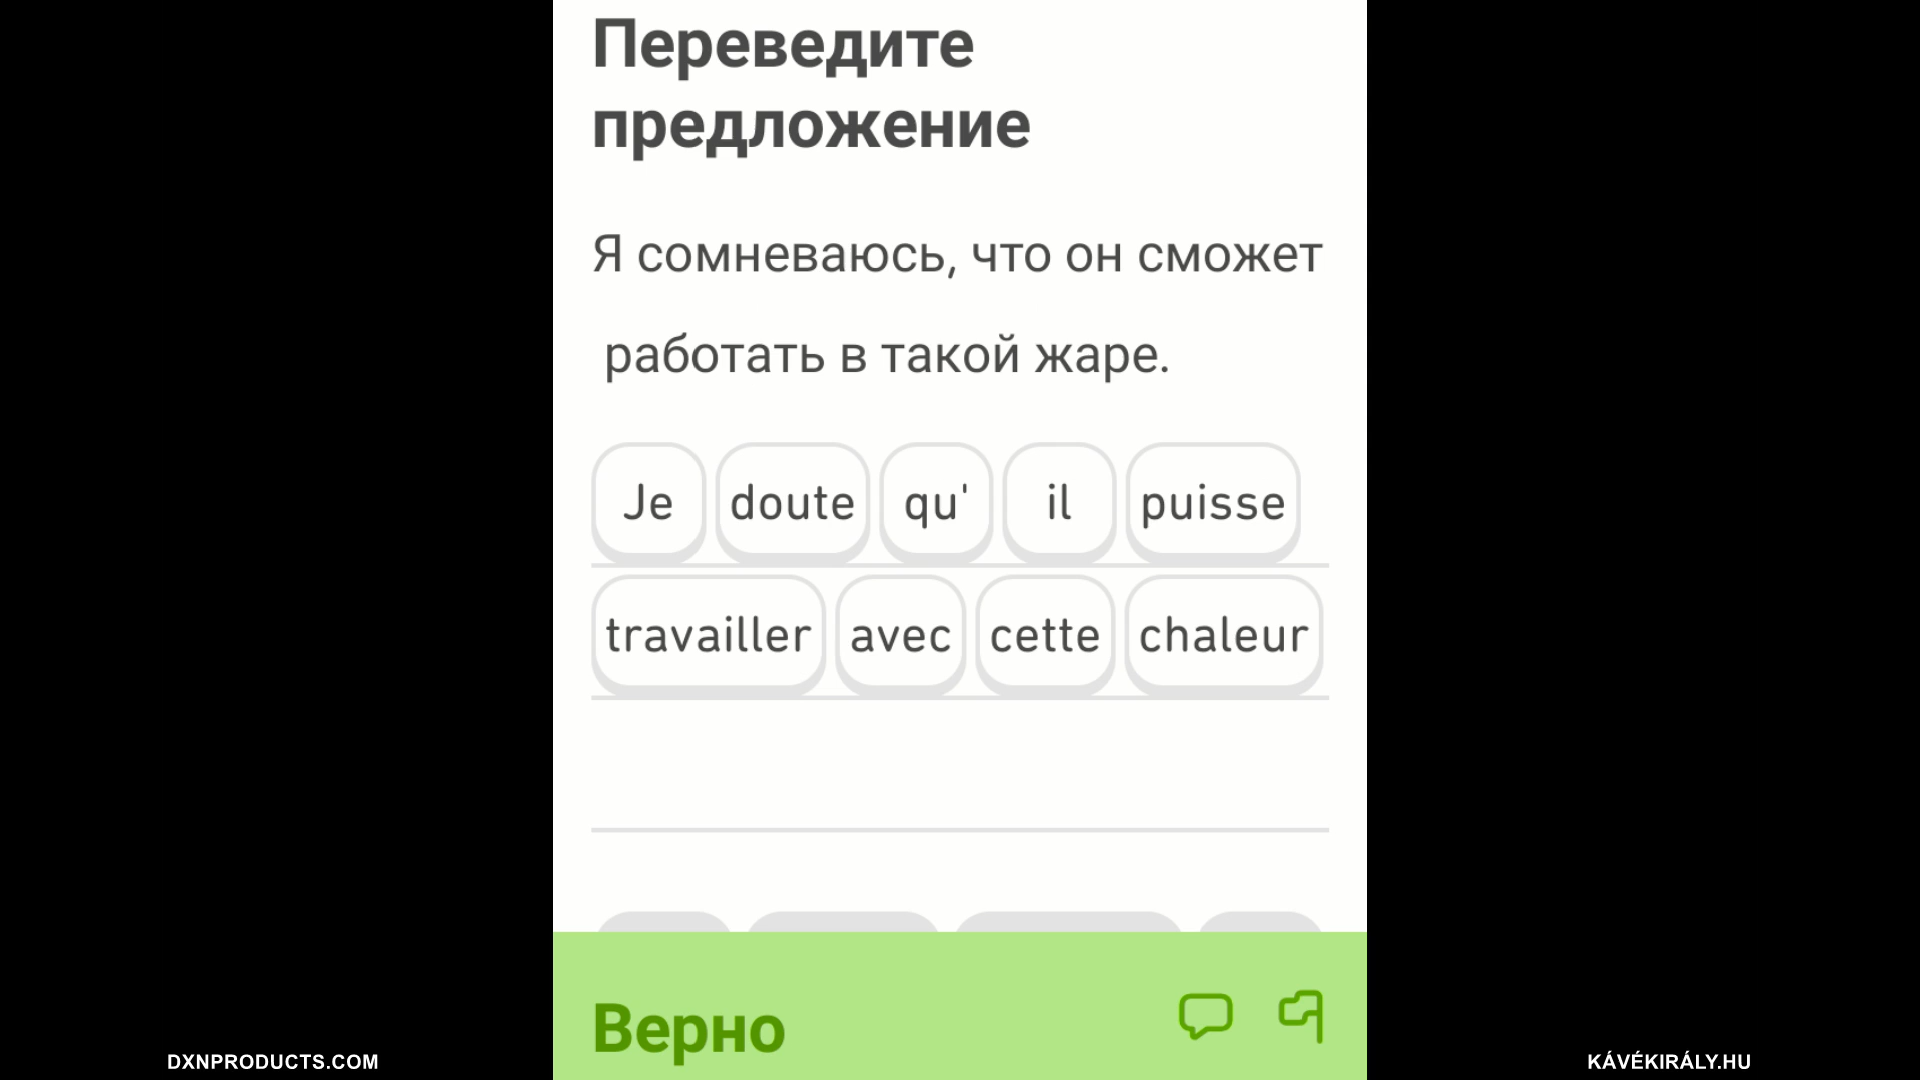 Переведите
предложение
Я сомневаюсь, что он сможет
работать в такой жаре.
Je doute qu' il puisse
travailler avec cette chaleur
Верно
DXNPRODUCTS.COM
KÁVÉKIRÁLY.HU